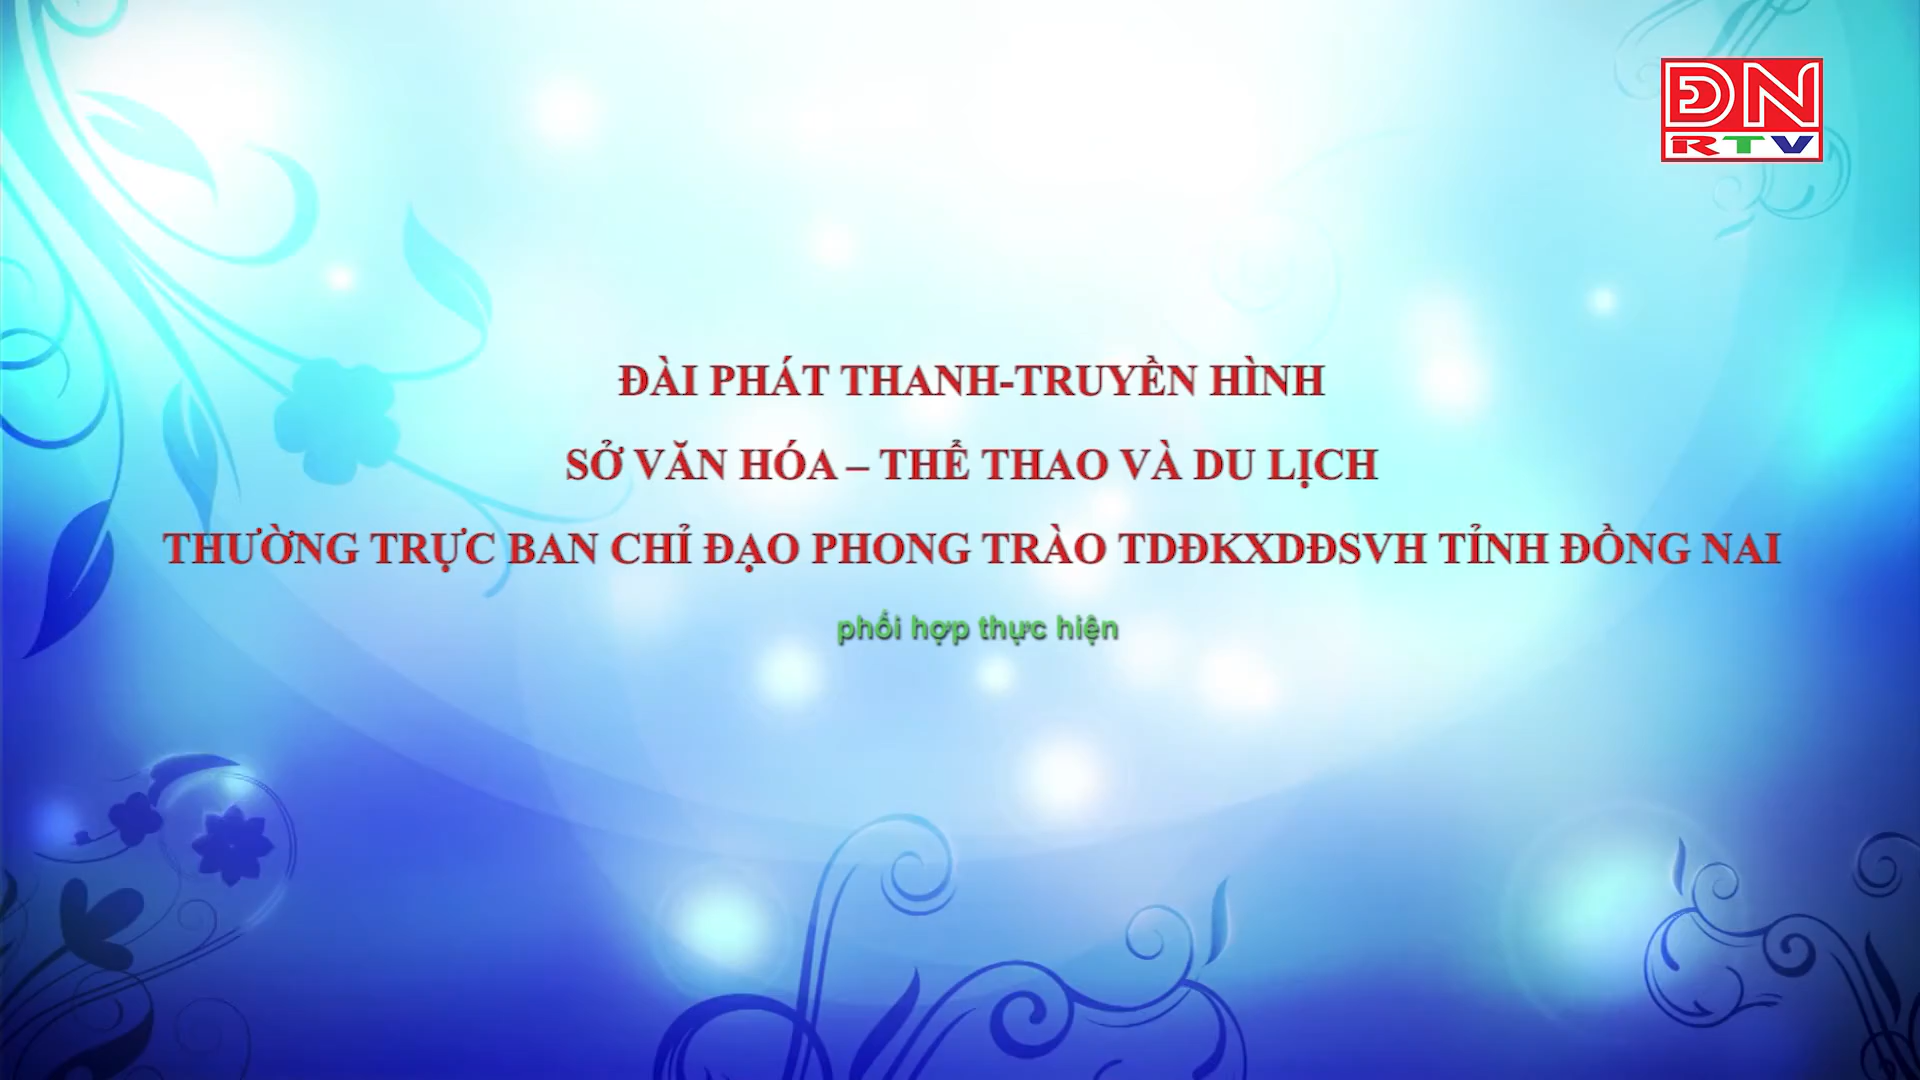 ĐN
RTV
ĐÀI PHÁT THANH-TRUYỀN HÌNH
SỞ VĂN HÓA – THỂ THAO VÀ DU LỊCH
THƯỜNG TRỰC BAN CHỈ ĐẠO PHONG TRÀO TDĐKXDĐSVH TỈNH ĐỒNG NAI
phối hợp thực hiện